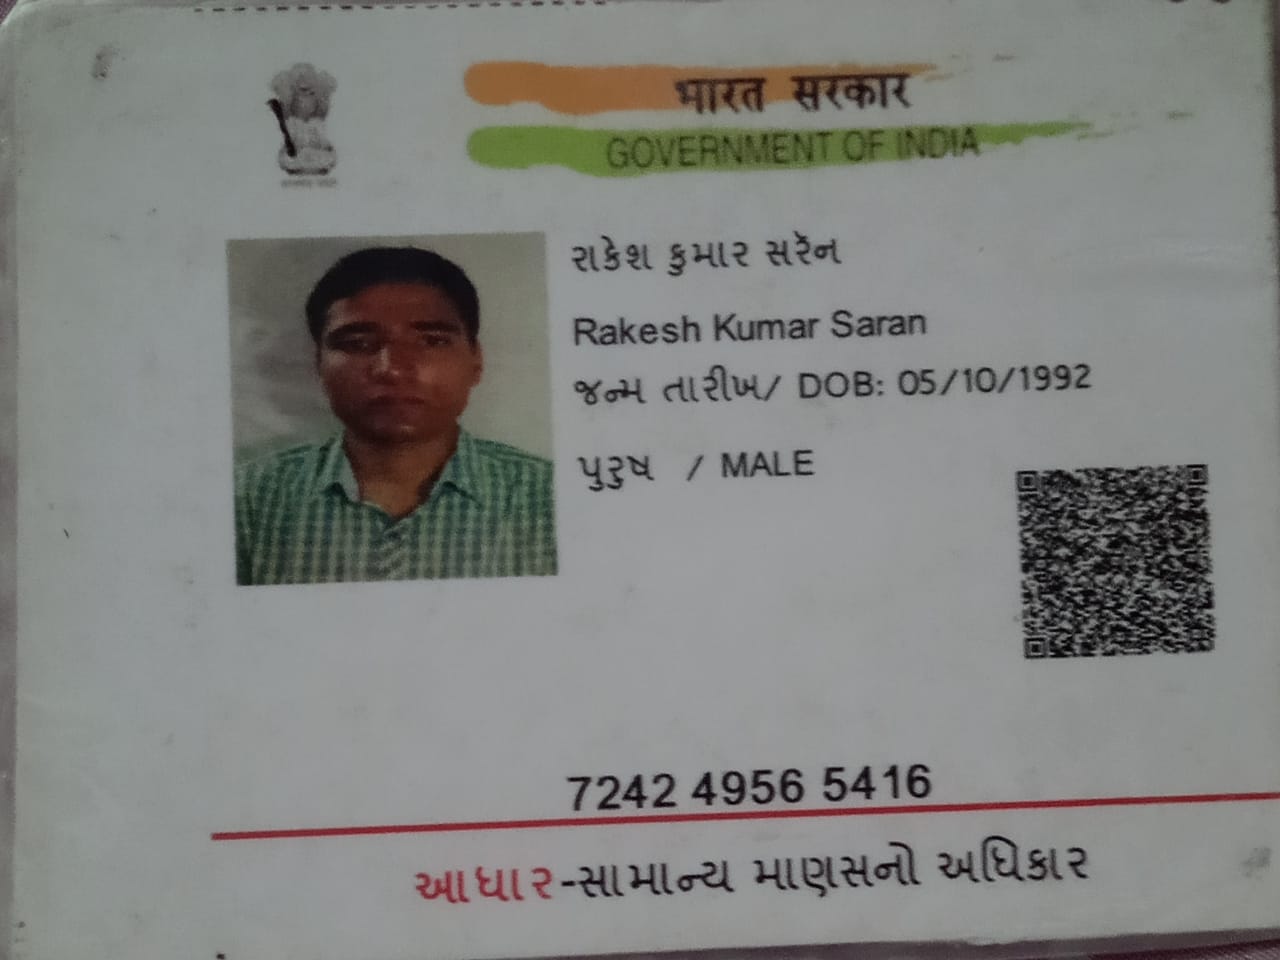 भारत सरकार
GOVERNMENT OF INDIA
રાકેશ કુમાર સરૅન
Rakesh Kumar Saran
જન્મ તારીખ/ DOB: 05/10/1992
પુરુષ / MALE
7242 4956 5416
આધાર-સામાન્ય માણસનો અધિકાર